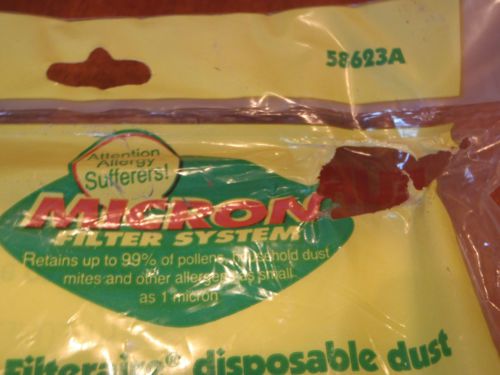 58623A
Attention
Allergy
Sufferers!
MICRON
FILTER SYSTEM
Retains up to 99% of pollens, household dust
mites and other allergens as small
as 1 micron
Filteraire® disposable dust